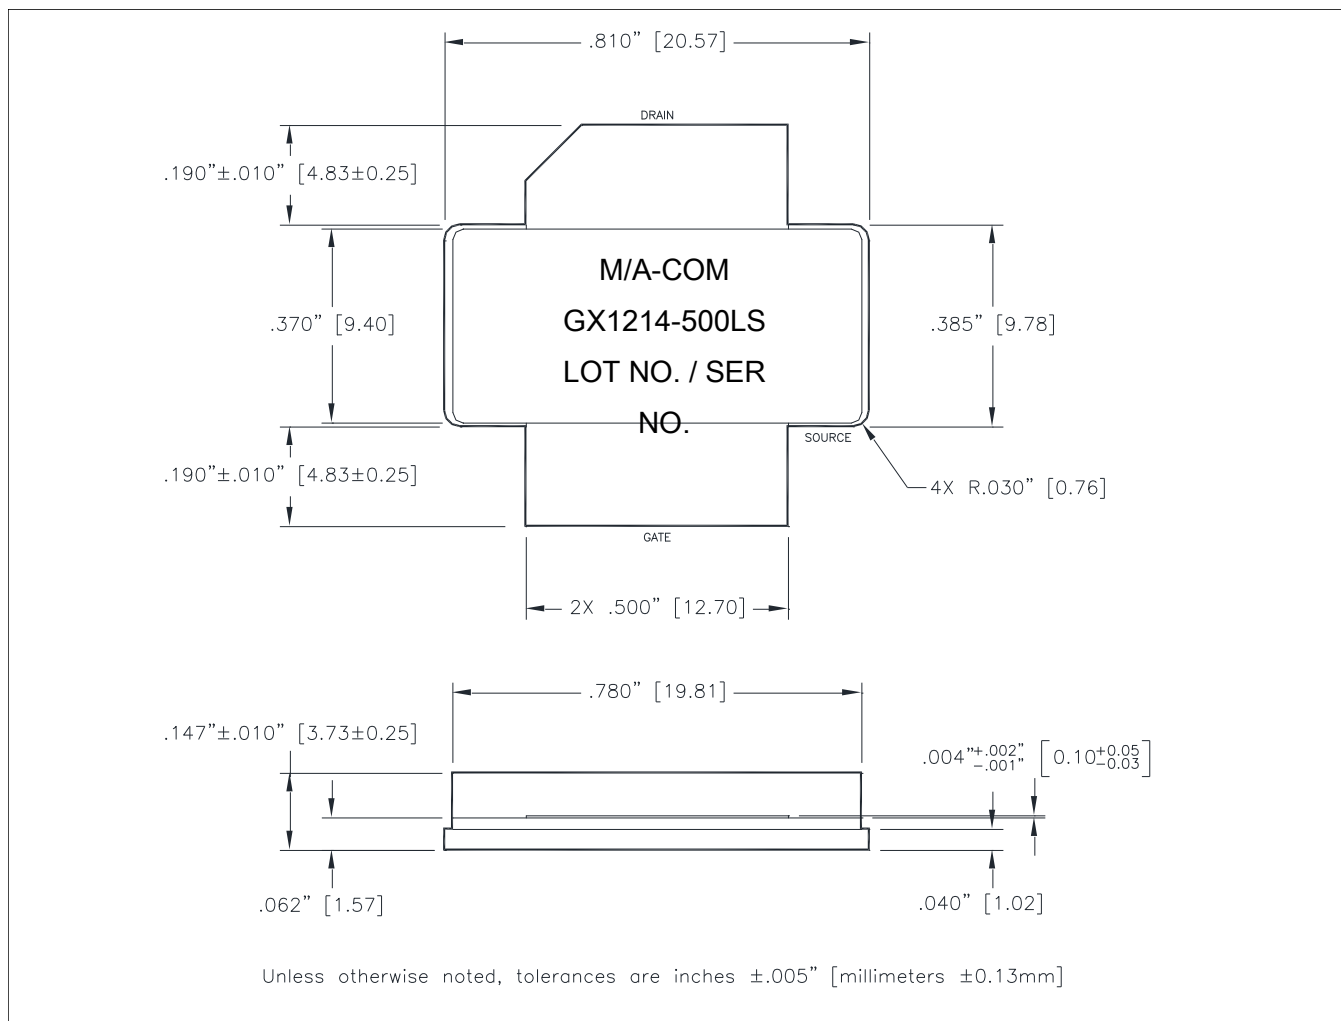 .810” [20.57]
DRAIN
.190”±.010” [4.83±0.25]
M/A-COM
GX1214-500LS
LOT NO. / SER
NO.
.370” [9.40]
.385” [9.78]
SOURCE
.190”±.010” [4.83±0.25]
4X R.030” [0.76]
GATE
2X .500” [12.70]
.780” [19.81]
.147”±.010” [3.73±0.25]
.004”+.002” -.001” [0.10+0.05 -0.03]
.062” [1.57]
.040” [1.02]
Unless otherwise noted, tolerances are inches ±.005” [millimeters ±0.13mm]